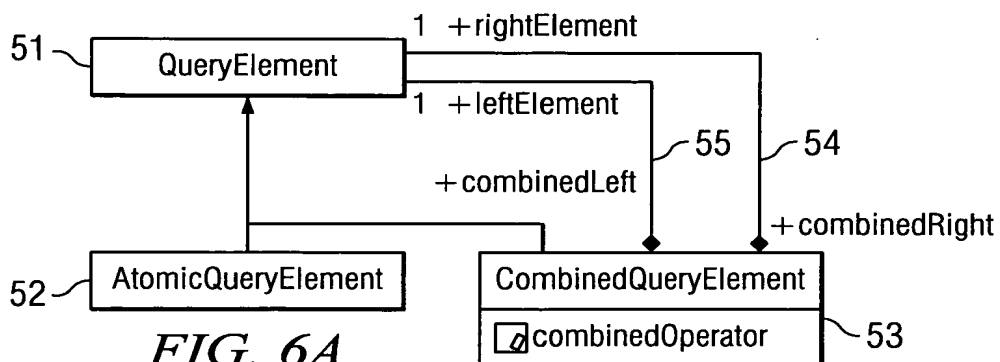 1 +rightElement
51
QueryElement
1 +leftElement
55
54
+combinedLeft
+combinedRight
52
AtomicQueryElement
CombinedQueryElement
combinedOperator
53
FIG. 6A